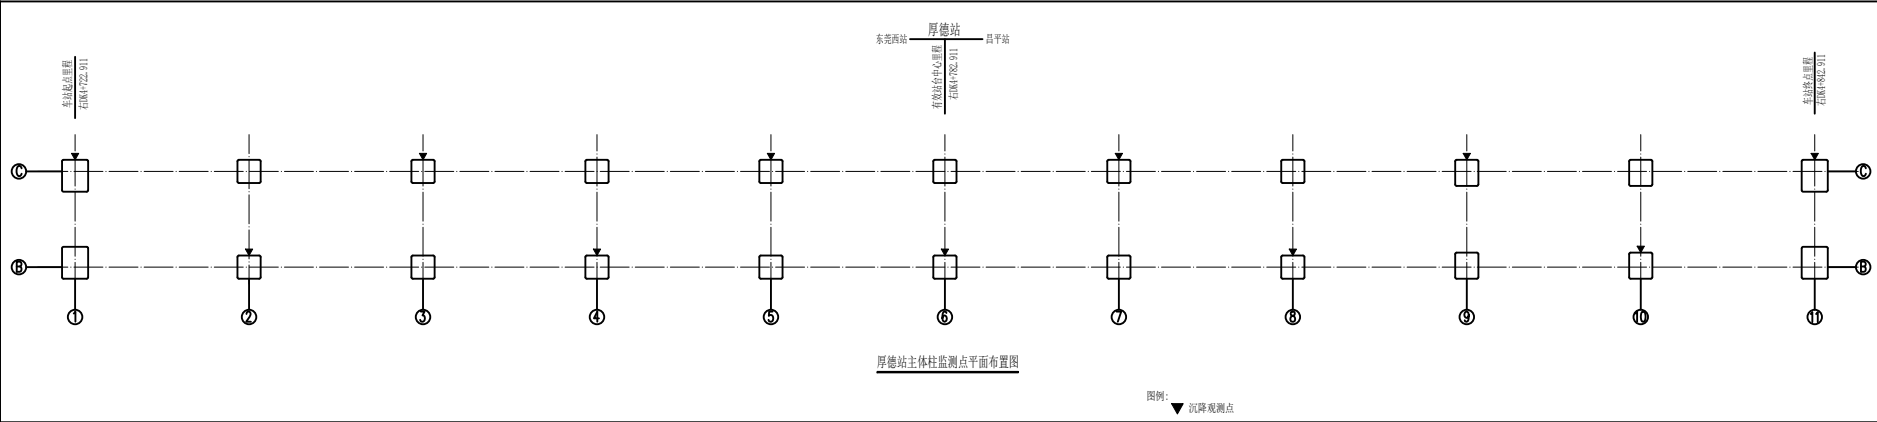 厚德站
东莞西站
昌平站
车站起点里程
右DK4+722.911
有效站台中心里程
右DK4+782.911
车站终点里程
右DK4+842.911
C
C
B
B
1
2
3
4
5
6
7
8
9
10
11
厚德站主体柱监测点平面布置图
图例:
沉降观测点